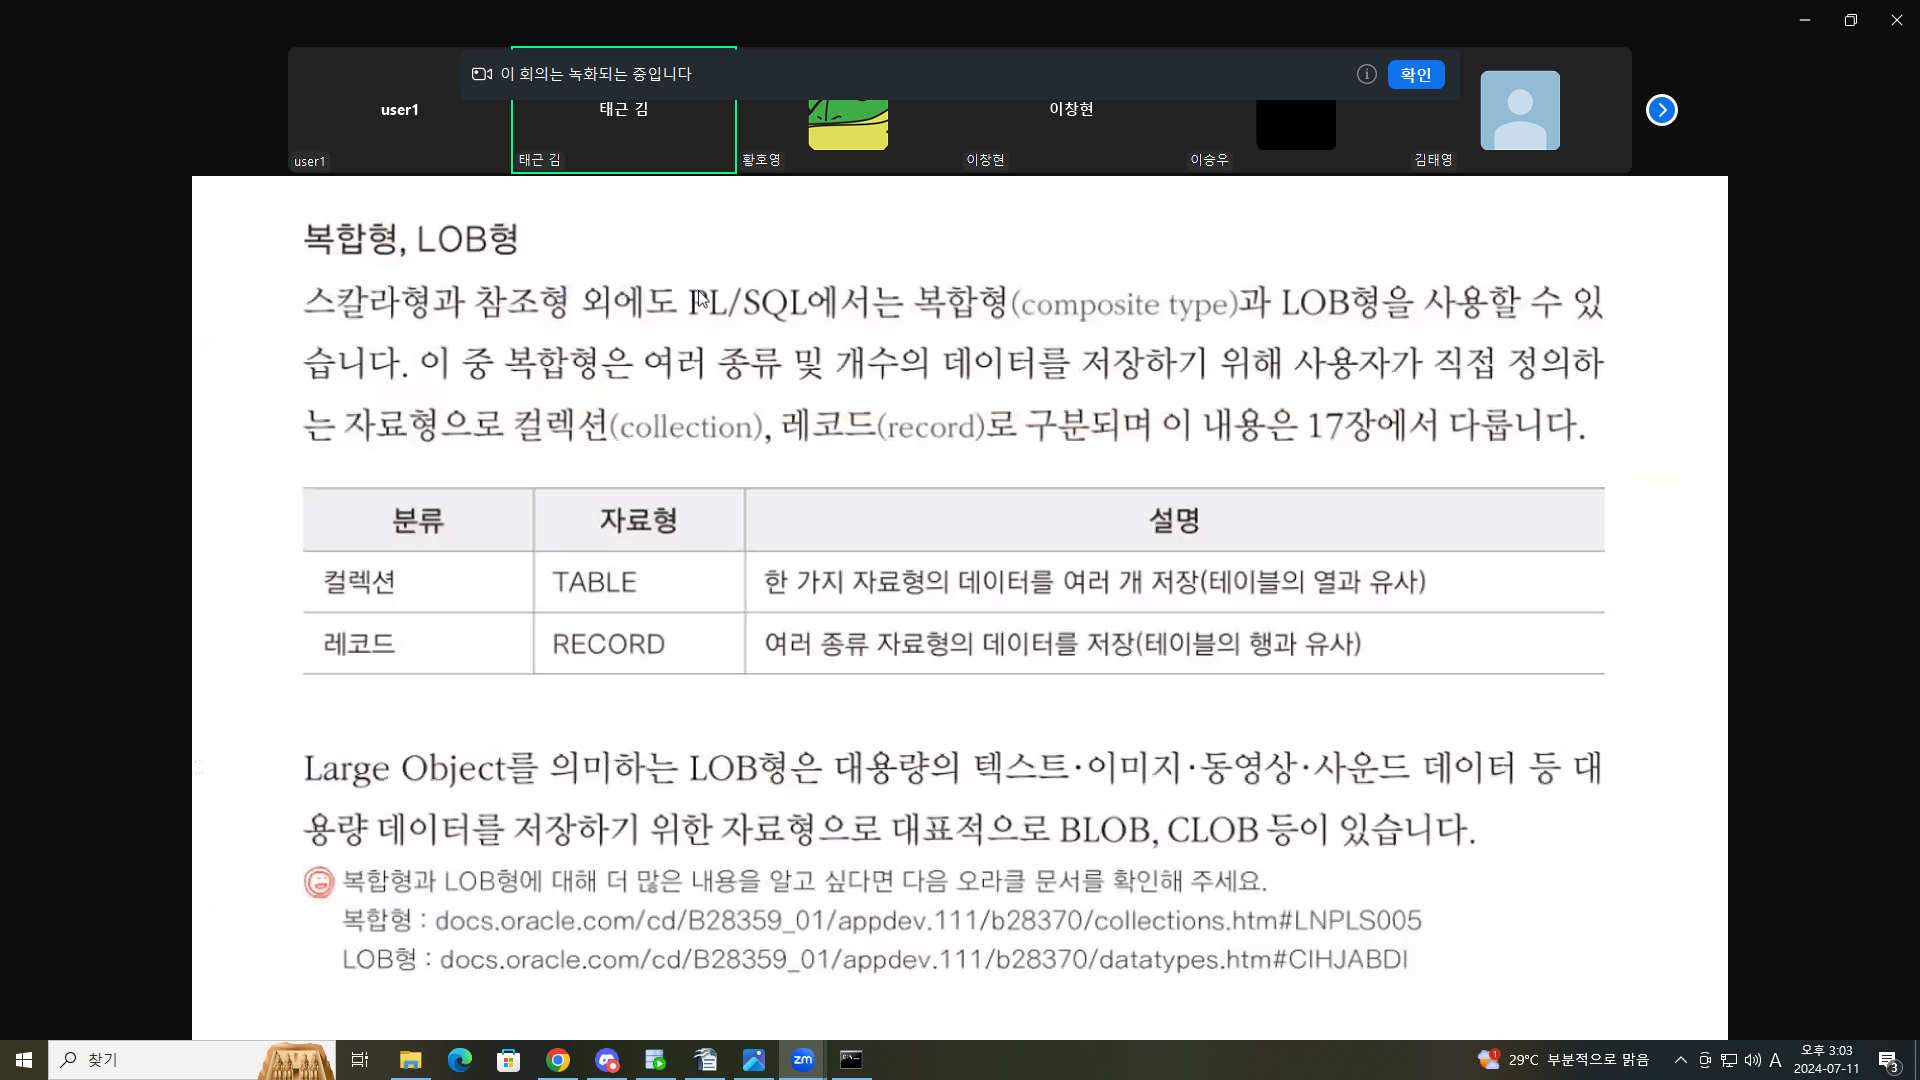 이 회의는 녹화되는 중입니다
확인
user1
태근 김
이창현
user1
태근 김
황호영
이창현
이승우
김태영
복합형, LOB형
스칼라형과 참조형 외에도 PL/SQL에서는 복합형(composite type)과 LOB형을 사용할 수 있
습니다. 이 중 복합형은 여러 종류 및 개수의 데이터를 저장하기 위해 사용자가 직접 정의하
는 자료형으로 컬렉션(collection), 레코드(record)로 구분되며 이 내용은 17장에서 다룹니다.
분류 자료형 설명
컬렉션 TABLE 한 가지 자료형의 데이터를 여러 개 저장(테이블의 열과 유사)
레코드 RECORD 여러 종류 자료형의 데이터를 저장(테이블의 행과 유사)
Large Object를 의미하는 LOB형은 대용량의 텍스트·이미지·동영상·사운드 데이터 등 대
용량 데이터를 저장하기 위한 자료형으로 대표적으로 BLOB, CLOB 등이 있습니다.
복합형과 LOB형에 대해 더 많은 내용을 알고 싶다면 다음 오라클 문서를 확인해 주세요.
복합형 : docs.oracle.com/cd/B28359_01/appdev.111/b28370/collections.htm#LNPLS005
LOB형 : docs.oracle.com/cd/B28359_01/appdev.111/b28370/datatypes.htm#CIHJABDI
찾기
zm
1
29°C 부분적으로 맑음
A
오후 3:03
2024-07-11
3